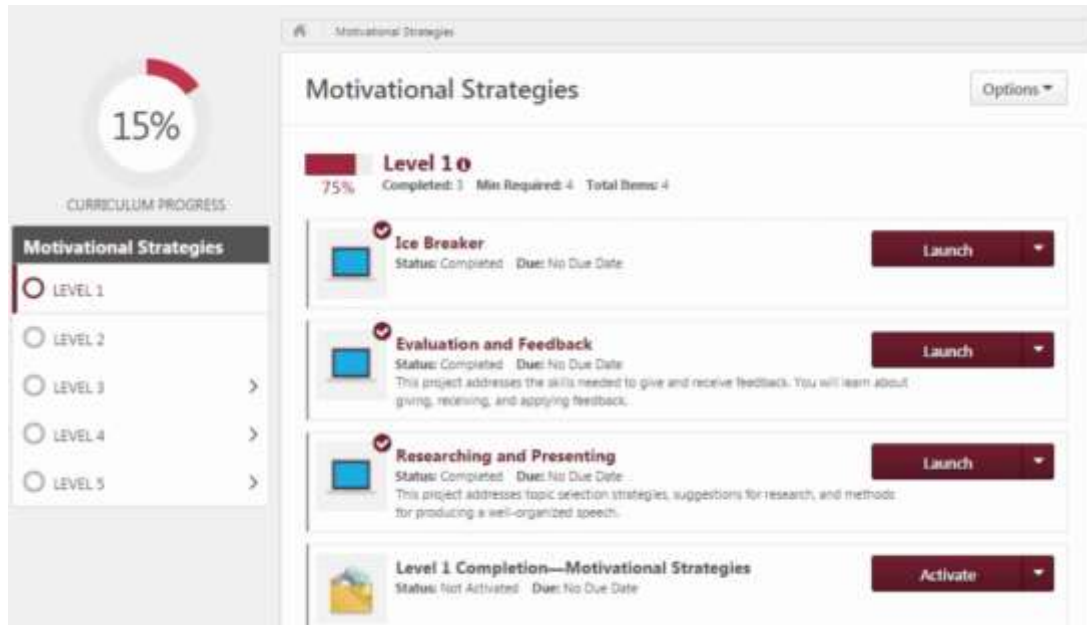 Motivational Strategies
15%
CURRICULUM PROGRESS
Motivational Strategies
LEVEL 1
LEVEL 2
LEVEL 3
LEVEL 4
LEVEL 5
Motivational Strategies
Options
75%
Level 1
Completed: 3 Min Required: 4 Total Items: 4
Ice Breaker
Status: Completed Due: No Due Date
Launch
Evaluation and Feedback
Status: Completed Due: No Due Date
This project addresses the skills needed to give and receive feedback. You will learn about
giving, receiving, and applying feedback.
Launch
Researching and Presenting
Status: Completed Due: No Due Date
This project addresses topic selection strategies, suggestions for research, and methods
for producing a well-organized speech.
Launch
Level 1 Completion—Motivational Strategies
Status: Not Activated Due: No Due Date
Activate